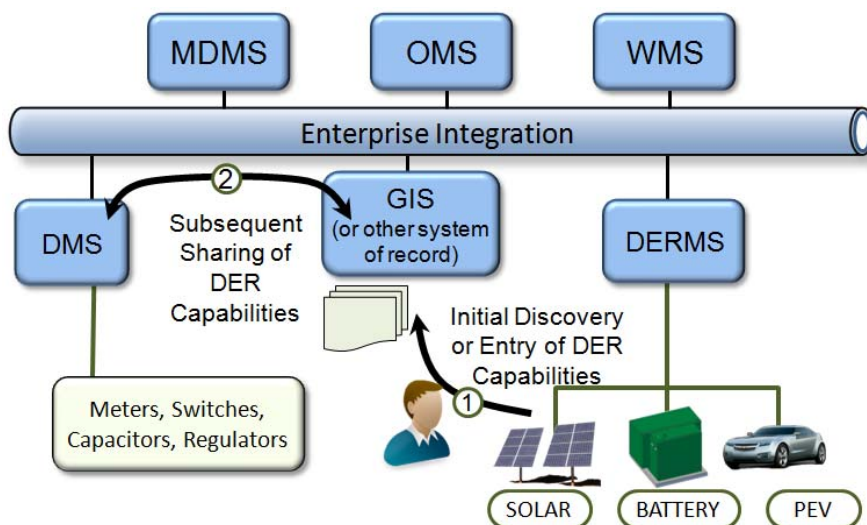 MDMS
OMS
WMS
Enterprise Integration
DMS
2
Subsequent
Sharing of
DER
Capabilities
GIS
(or other system
of record)
DERMS
Initial Discovery
or Entry of DER
Capabilities
1
Meters, Switches,
Capacitors, Regulators
SOLAR
BATTERY
PEV